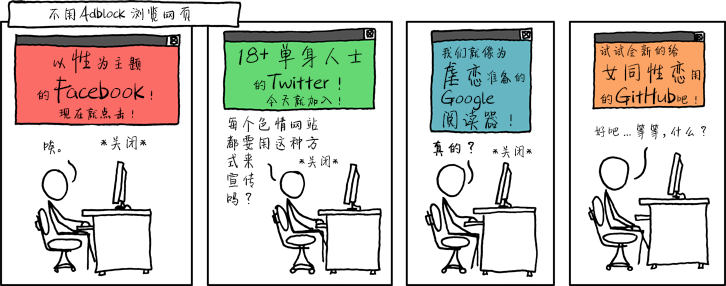 不用Adblock浏览网页
以性为主题
的Facebook！
现在就点击！
唉。
*关闭*
18+单身人士
的Twitter！
今天就加入！
每个色情网站
都要用这种方
式来
宣传
吗？
*关闭*
我们就像为
虐恋准备的
Google
阅读器！
真的？
*关闭*
试试全新的给
女同性恋用
的GitHub吧！
好吧...等等,什么？